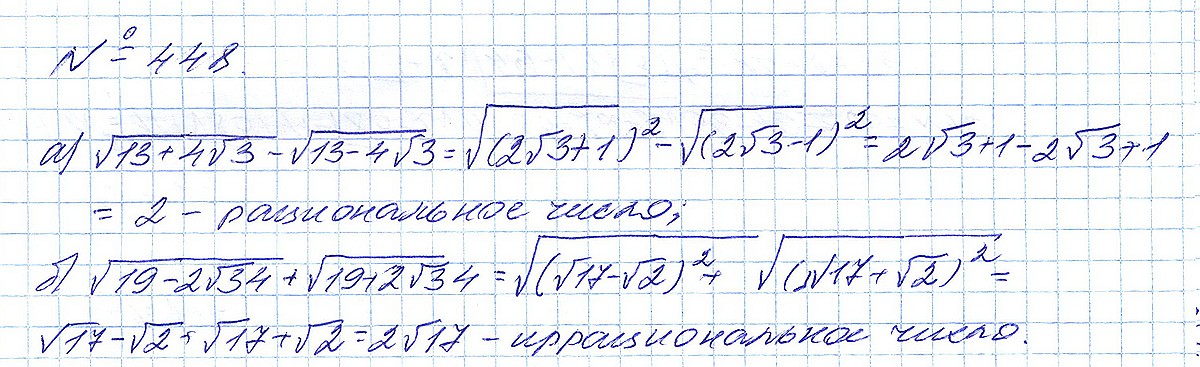 № 448.
а) √13+4√3 - √13-4√3 = √(2√3+1)² - √(2√3-1)² = 2√3+1-2√3+1
= 2 - рациональное число;
б) √19-2√34 + √19+2√34 = √(√17-√2)² + √(√17+√2)² =
√17-√2+√17+√2=2√17 - иррациональное число.